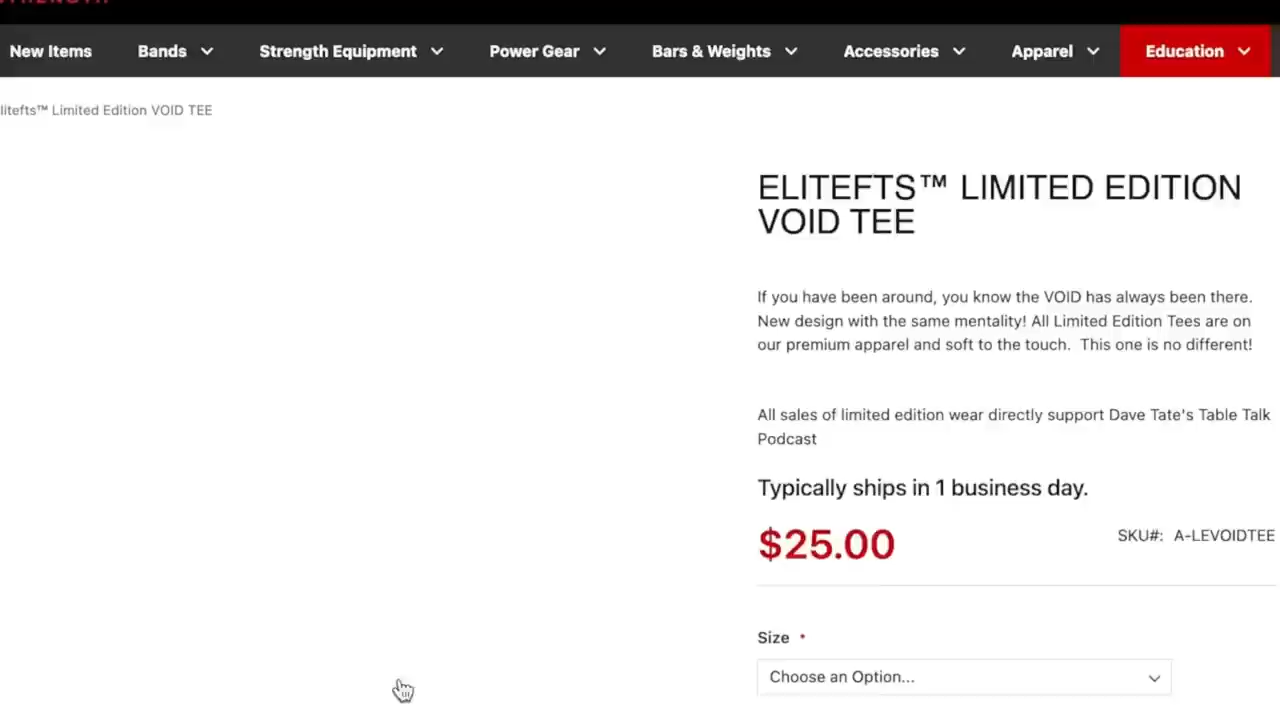 New Items Bands Strength Equipment Power Gear Bars & Weights Accessories Apparel Education
litefts™ Limited Edition VOID TEE
ELITEFTS™ LIMITED EDITION
VOID TEE
If you have been around, you know the VOID has always been there.
New design with the same mentality! All Limited Edition Tees are on
our premium apparel and soft to the touch. This one is no different!
All sales of limited edition wear directly support Dave Tate's Table Talk
Podcast
Typically ships in 1 business day.
$25.00
SKU#: A-LEVOIDTEE
Size *
Choose an Option...